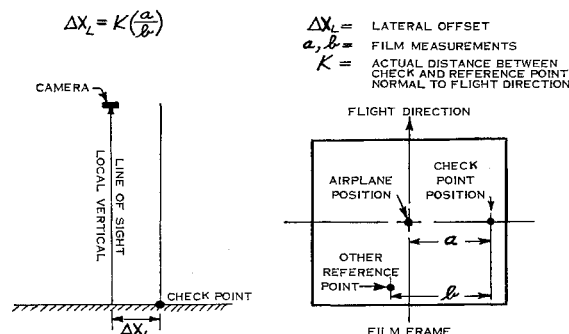 ΔX_L = K(a/b)
ΔX_L = LATERAL OFFSET
a, b = FILM MEASUREMENTS
K = ACTUAL DISTANCE BETWEEN
CHECK AND REFERENCE POINT
NORMAL TO FLIGHT DIRECTION
CAMERA
LOCAL VERTICAL
LINE OF SIGHT
CHECK POINT
ΔX_L
FLIGHT DIRECTION
AIRPLANE
POSITION
CHECK
POINT
POSITION
a
OTHER
REFERENCE
POINT
b
FILM FRAME